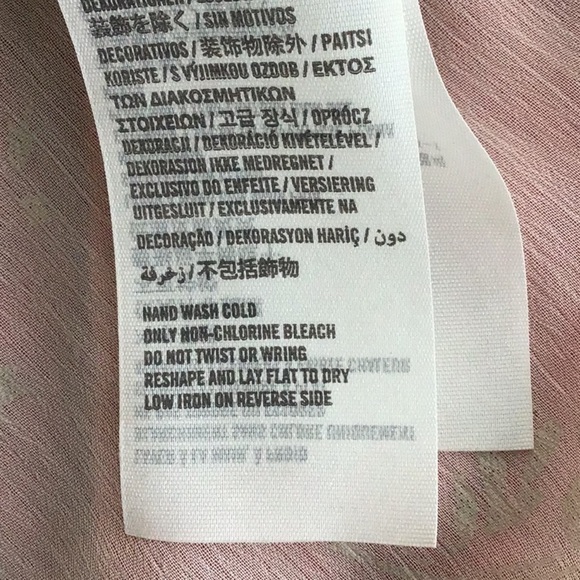 装飾を除く / SIN MOTIVOS
DECORATIVOS / 装饰物除外 / PAITSI
KORISTE / S VÝJIMKOU OZDOB / ΕΚΤΟΣ
ΤΩΝ ΔΙΑΚΟΣΜΗΤΙΚΩΝ
ΣΤΟΙΧΕΙΩΝ / 고급 장식 / OPRÓCZ
DEKORACJI / DEKORÁCIÓ KIVÉTELÉVEL /
DEKORASJON IKKE MEDREGNET /
EXCLUSIVO DO ENFEITE / VERSIERING
UITGESLUIT / EXCLUSIVAMENTE NA
DECORAÇÃO / DEKORASYON HARIÇ / دون
زخرفة / 不包括飾物
HAND WASH COLD
ONLY NON-CHLORINE BLEACH
DO NOT TWIST OR WRING
RESHAPE AND LAY FLAT TO DRY
LOW IRON ON REVERSE SIDE